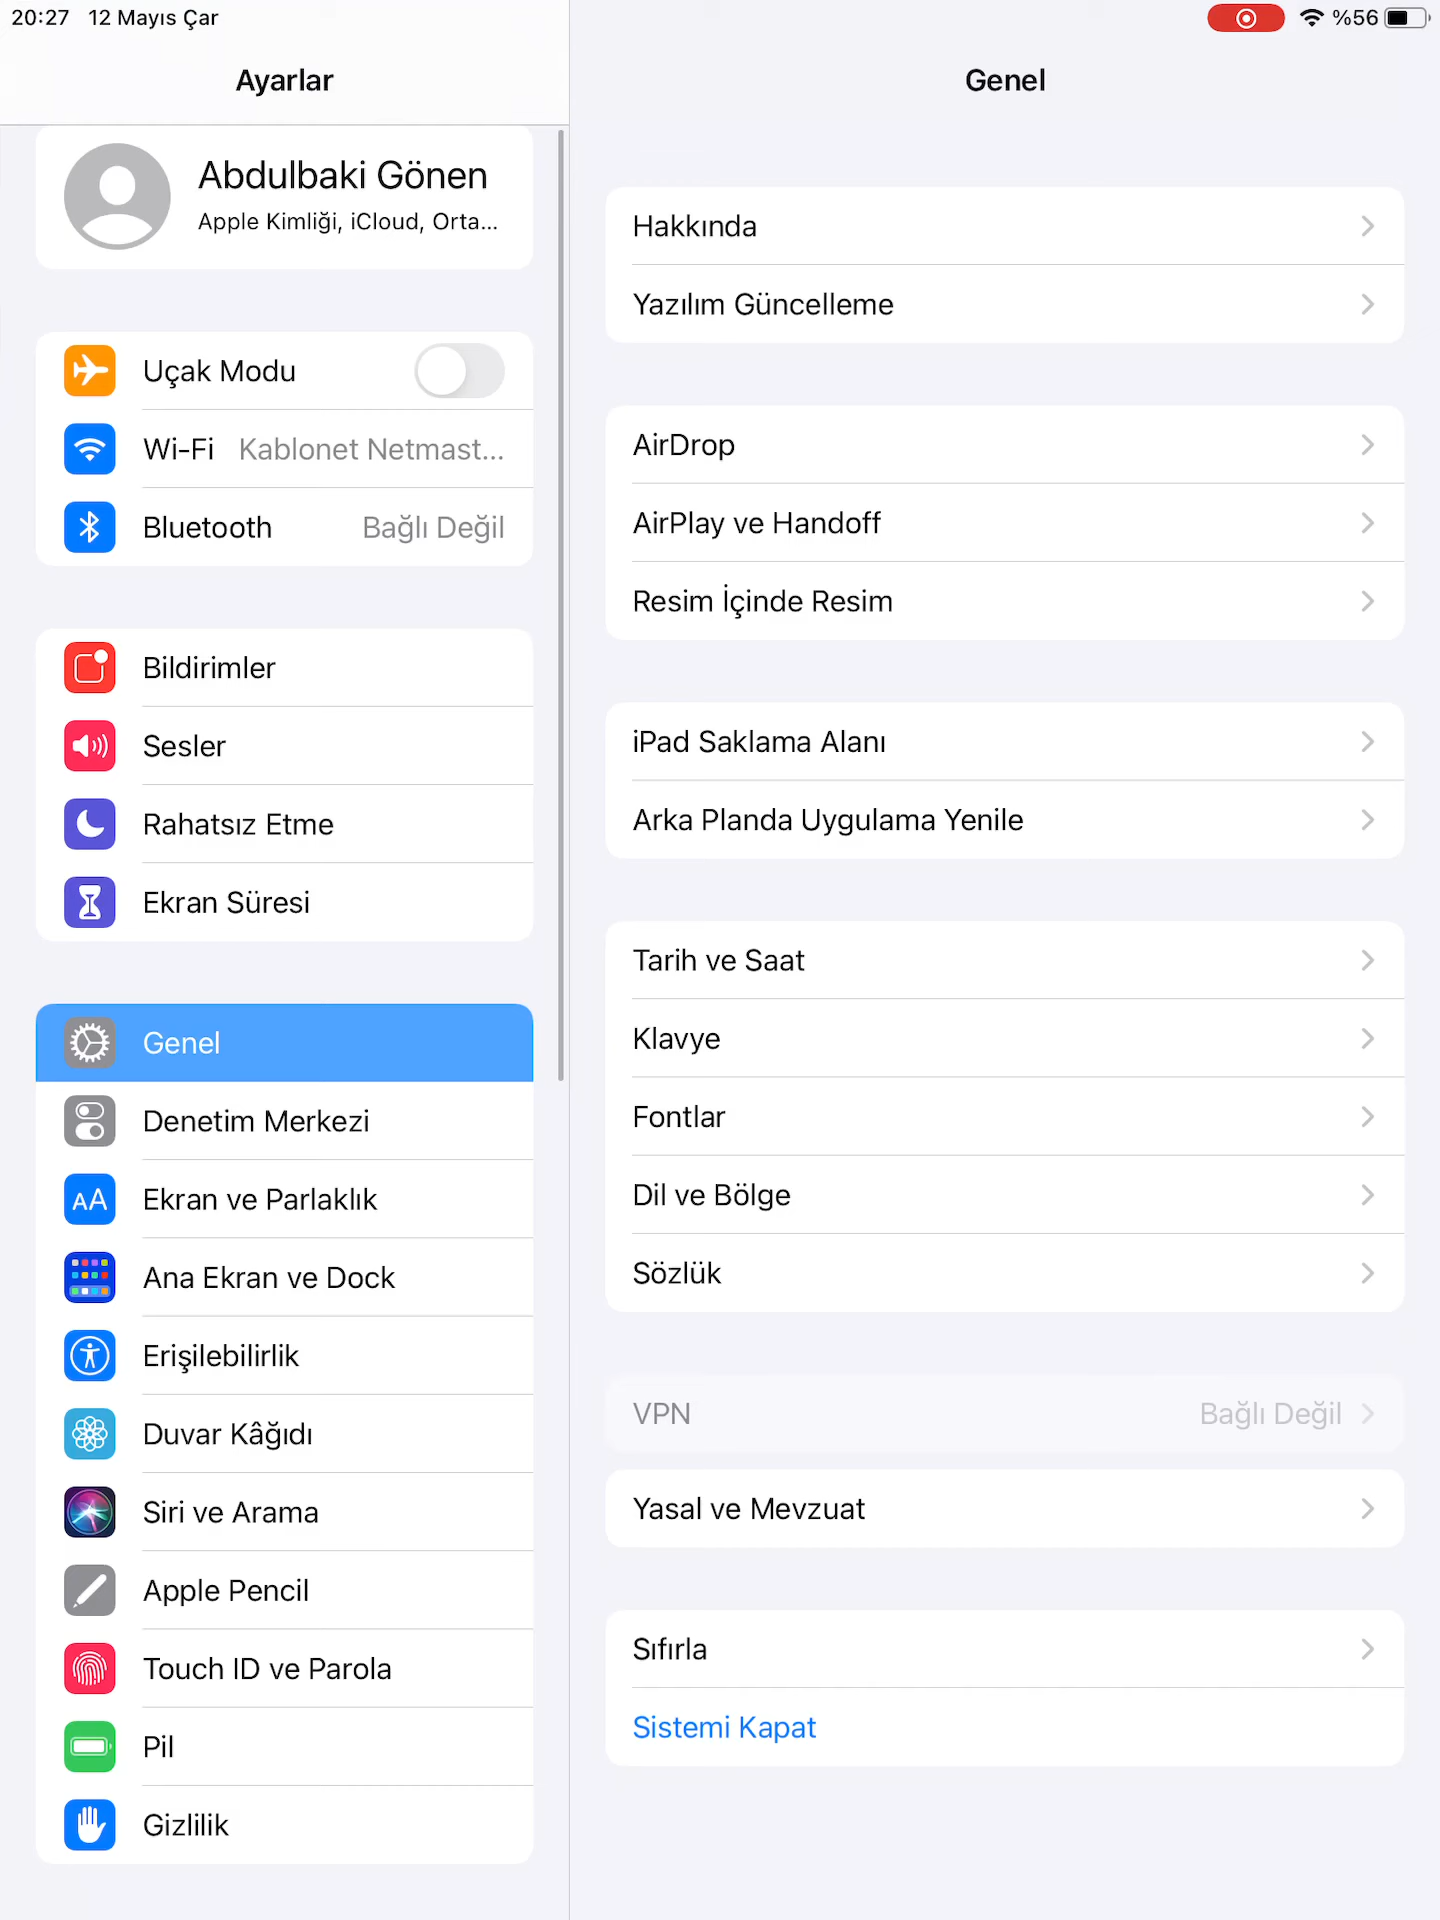 20:27 12 Mayıs Çar
%56
Ayarlar
Abdulbaki Gönen
Apple Kimliği, iCloud, Orta...
Uçak Modu
Wi-Fi Kablonet Netmast...
Bluetooth Bağlı Değil
Bildirimler
Sesler
Rahatsız Etme
Ekran Süresi
Genel
Denetim Merkezi
AA Ekran ve Parlaklık
Ana Ekran ve Dock
Erişilebilirlik
Duvar Kâğıdı
Siri ve Arama
Apple Pencil
Touch ID ve Parola
Pil
Gizlilik
Genel
Hakkında
Yazılım Güncelleme
AirDrop
AirPlay ve Handoff
Resim İçinde Resim
iPad Saklama Alanı
Arka Planda Uygulama Yenile
Tarih ve Saat
Klavye
Fontlar
Dil ve Bölge
Sözlük
VPN Bağlı Değil
Yasal ve Mevzuat
Sıfırla
Sistemi Kapat